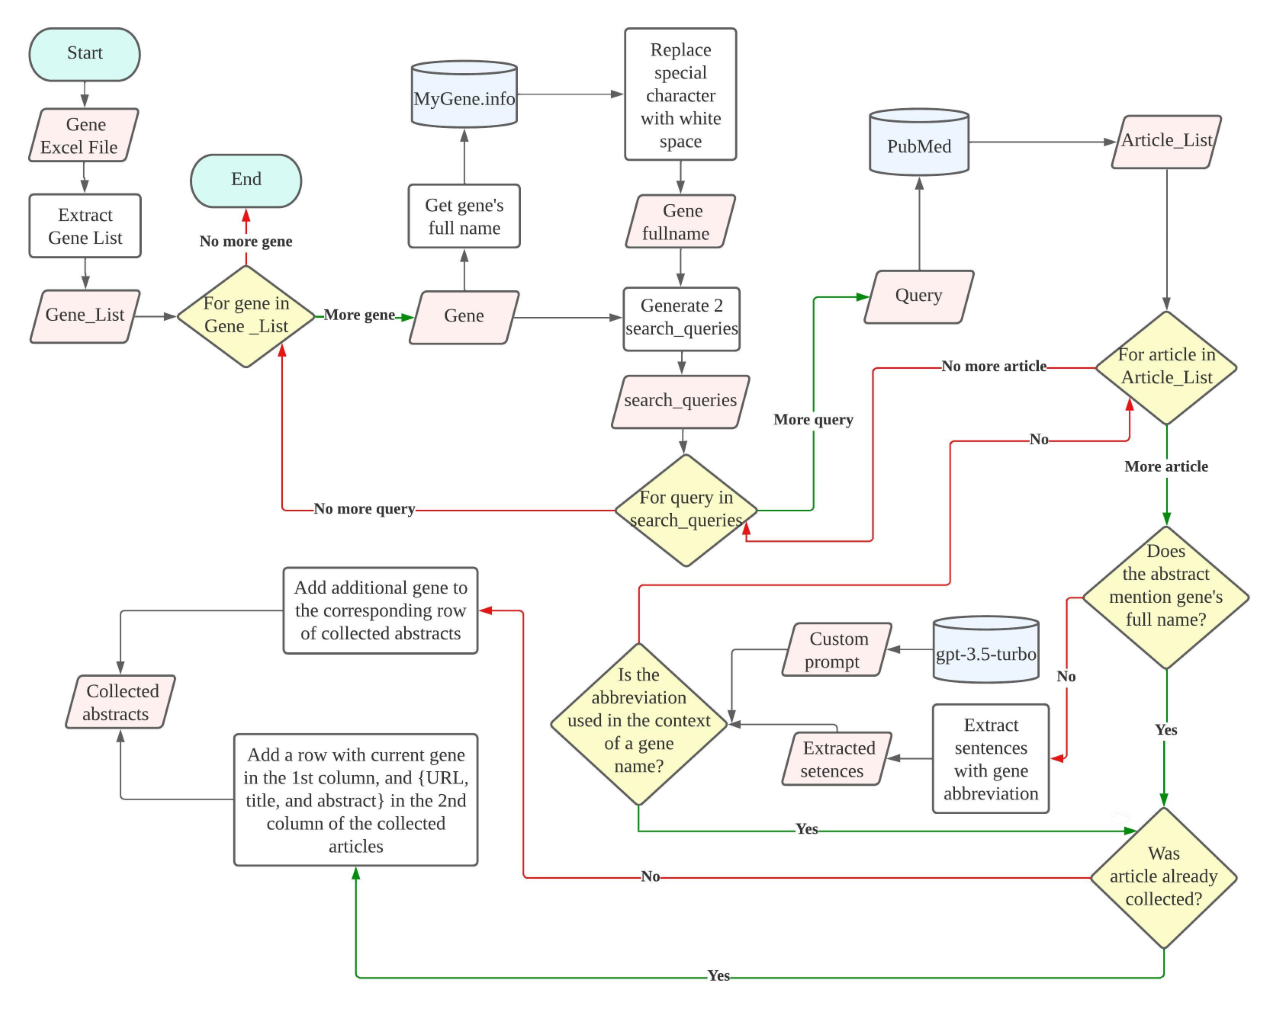 Start
Gene
Excel File
Extract
Gene List
Gene_List
End
No more gene
For gene in
Gene _List
More gene
MyGene.info
Get gene's
full name
Gene
Replace
special
character
with white
space
Gene
fullname
Generate 2
search_queries
search_queries
For query in
search_queries
No more query
More query
PubMed
Query
Article_List
For article in
Article_List
No more article
No
More article
Does
the abstract
mention gene's
full name?
No
Yes
gpt-3.5-turbo
Custom
prompt
Extract
sentences
with gene
abbreviation
Extracted
setences
Is the
abbreviation
used in the context
of a gene
name?
Yes
Was
article already
collected?
No
Yes
Add additional gene to
the corresponding row
of collected abstracts
Collected
abstracts
Add a row with current gene
in the 1st column, and {URL,
title, and abstract} in the 2nd
column of the collected
articles